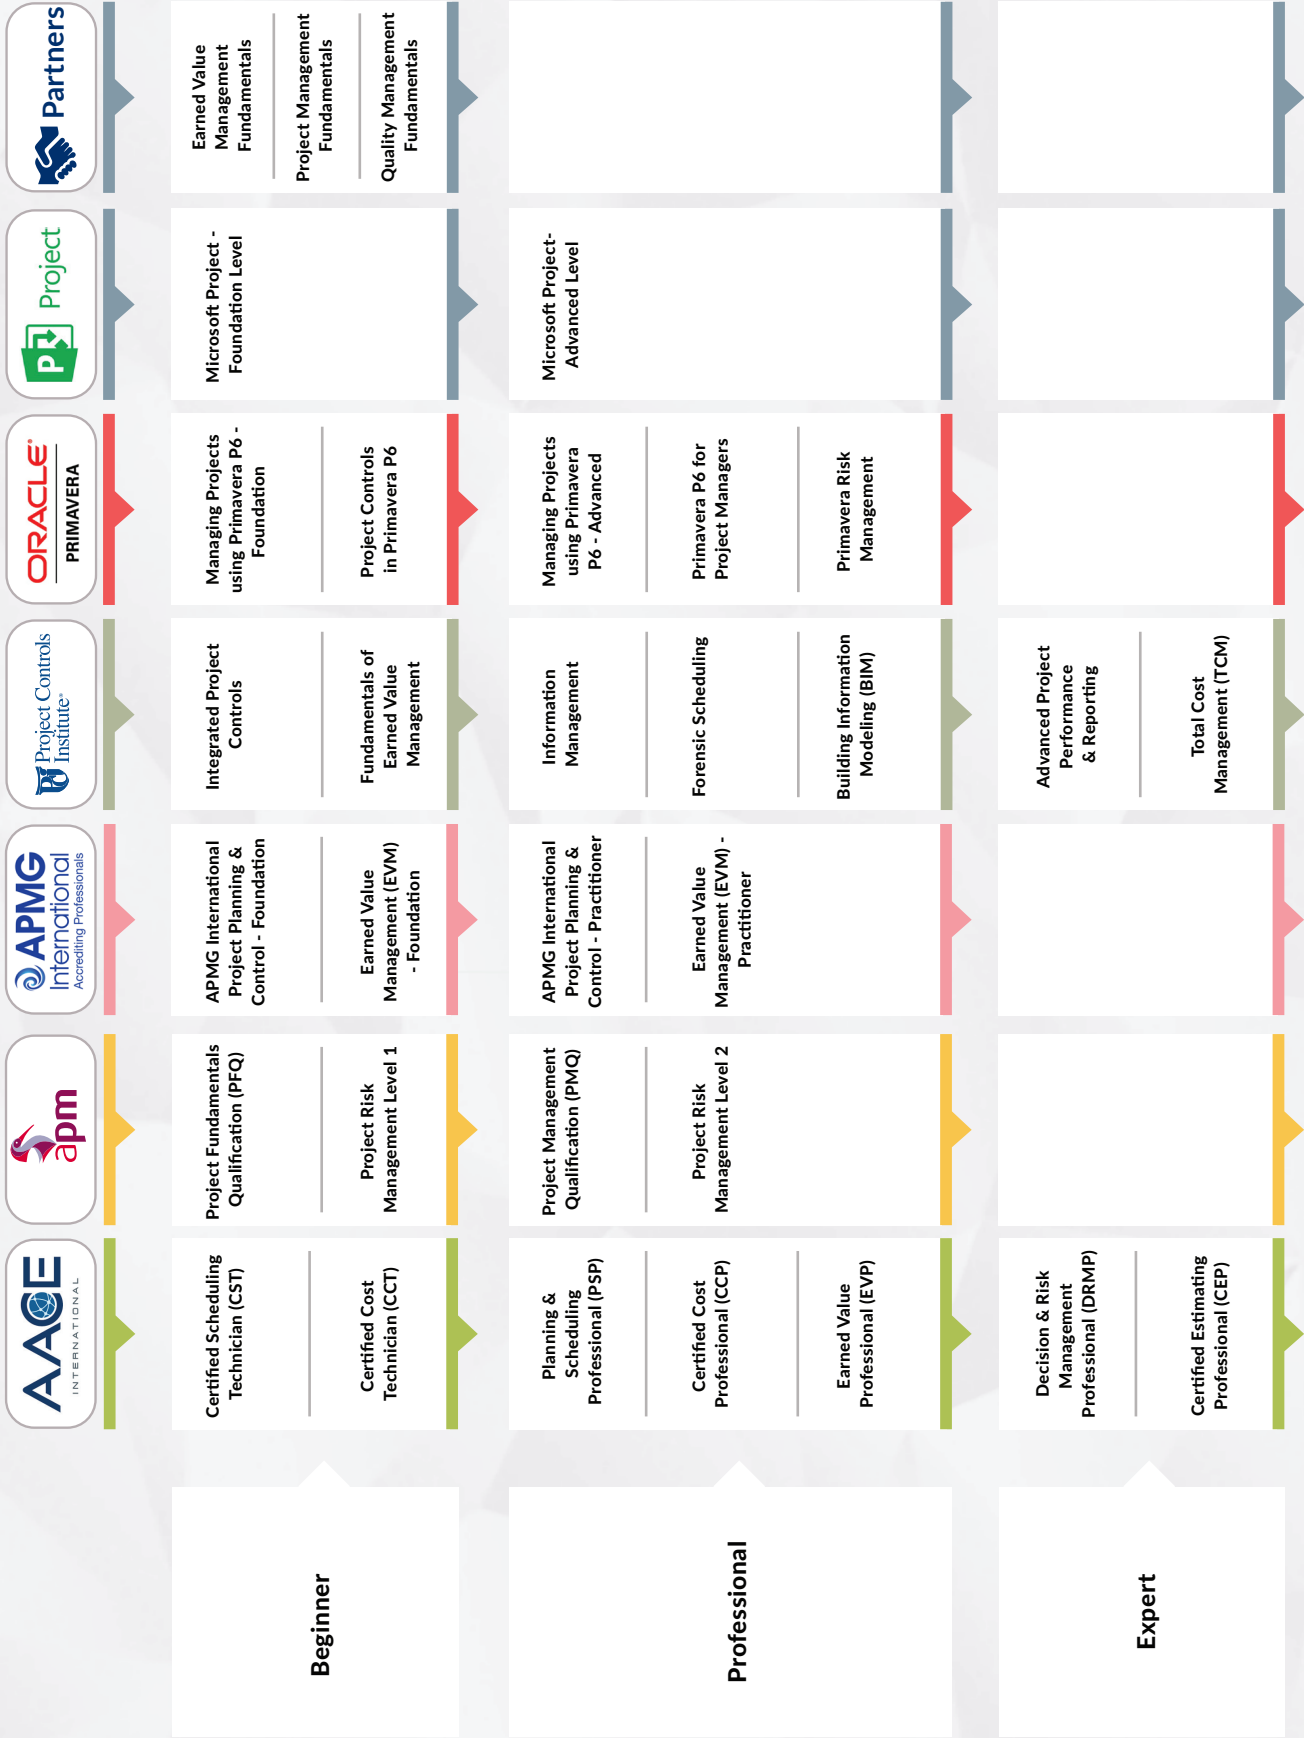 AACE
INTERNATIONAL
apm
APMG
International
Accrediting Professionals
PCI Project Controls
Institute®
ORACLE®
PRIMAVERA
P Project
Partners
Beginner
Certified Scheduling
Technician (CST)
Certified Cost
Technician (CCT)
Project Fundamentals
Qualification (PFQ)
Project Risk
Management Level 1
APMG International
Project Planning &
Control - Foundation
Earned Value
Management (EVM)
- Foundation
Integrated Project
Controls
Fundamentals of
Earned Value
Management
Managing Projects
using Primavera P6 -
Foundation
Project Controls
in Primavera P6
Microsoft Project -
Foundation Level
Earned Value
Management
Fundamentals
Project Management
Fundamentals
Quality Management
Fundamentals
Professional
Planning &
Scheduling
Professional (PSP)
Certified Cost
Professional (CCP)
Earned Value
Professional (EVP)
Project Management
Qualification (PMQ)
Project Risk
Management Level 2
APMG International
Project Planning &
Control - Practitioner
Earned Value
Management (EVM) -
Practitioner
Information
Management
Forensic Scheduling
Building Information
Modeling (BIM)
Managing Projects
using Primavera
P6 - Advanced
Primavera P6 for
Project Managers
Primavera Risk
Management
Microsoft Project-
Advanced Level
Expert
Decision & Risk
Management
Professional (DRMP)
Certified Estimating
Professional (CEP)
Advanced Project
Performance
& Reporting
Total Cost
Management (TCM)